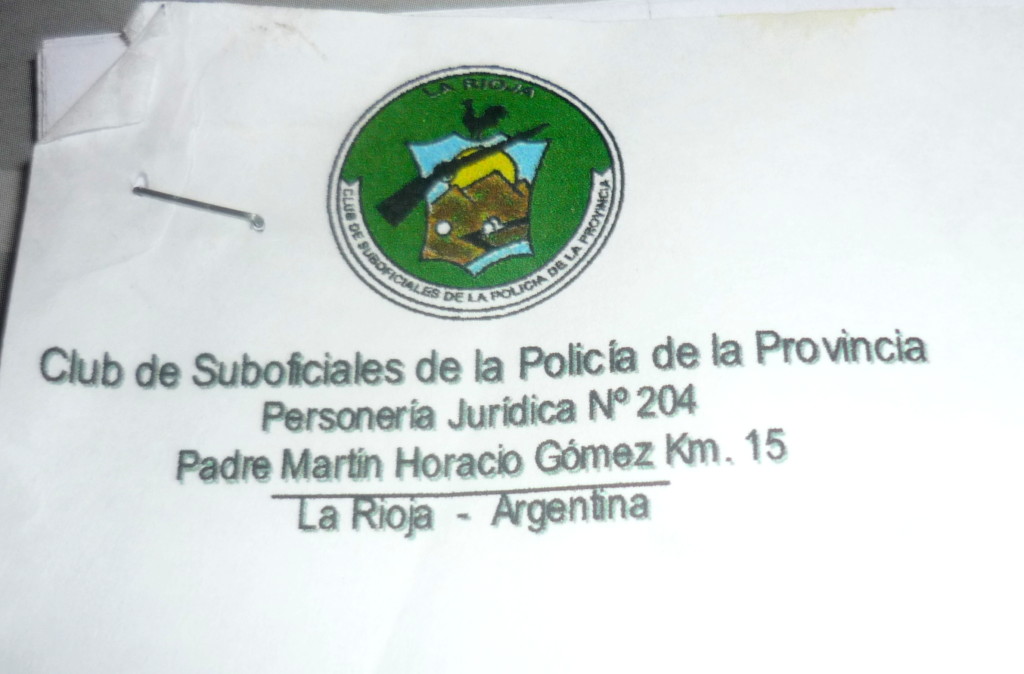 LA RIOJA
CLUB DE SUBOFICIALES DE LA POLICIA DE LA PROVINCIA
Club de Suboficiales de la Policía de la Provincia
Personería Jurídica Nº 204
Padre Martín Horacio Gómez Km. 15
La Rioja - Argentina